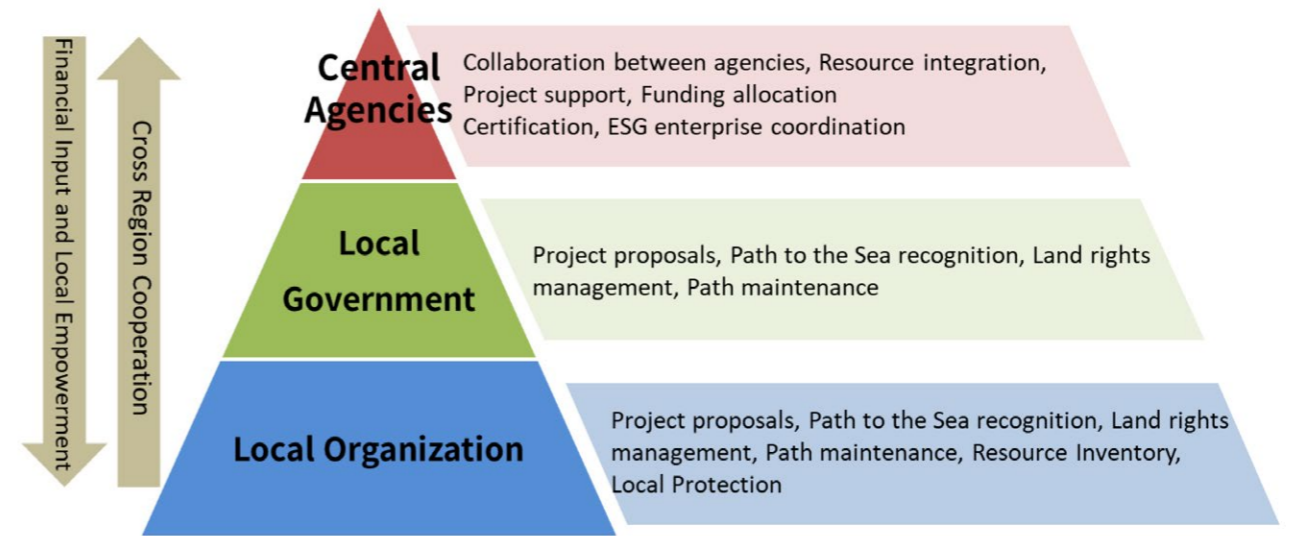 Financial Input and Local Empowerment
Cross Region Cooperation
Central
Agencies
Collaboration between agencies, Resource integration,
Project support, Funding allocation
Certification, ESG enterprise coordination
Local
Government
Project proposals, Path to the Sea recognition, Land rights
management, Path maintenance
Local Organization
Project proposals, Path to the Sea recognition, Land rights
management, Path maintenance, Resource Inventory,
Local Protection